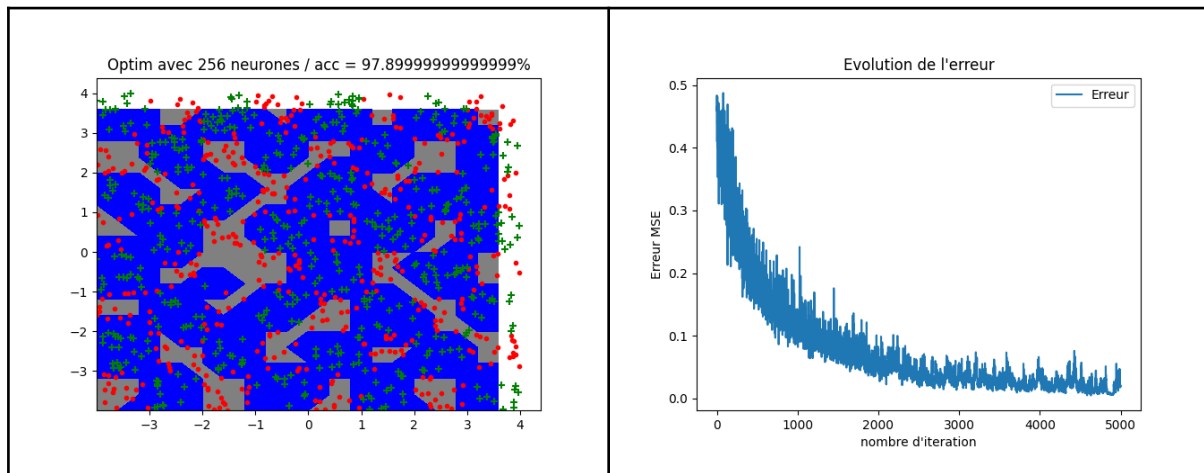 Optim avec 256 neurones / acc = 97.89999999999999%
4
3
2
1
0
−1
−2
−3
−3 −2 −1 0 1 2 3 4
Evolution de l'erreur
Erreur
0.5
0.4
0.3
0.2
0.1
0.0
Erreur MSE
0 1000 2000 3000 4000 5000
nombre d'iteration